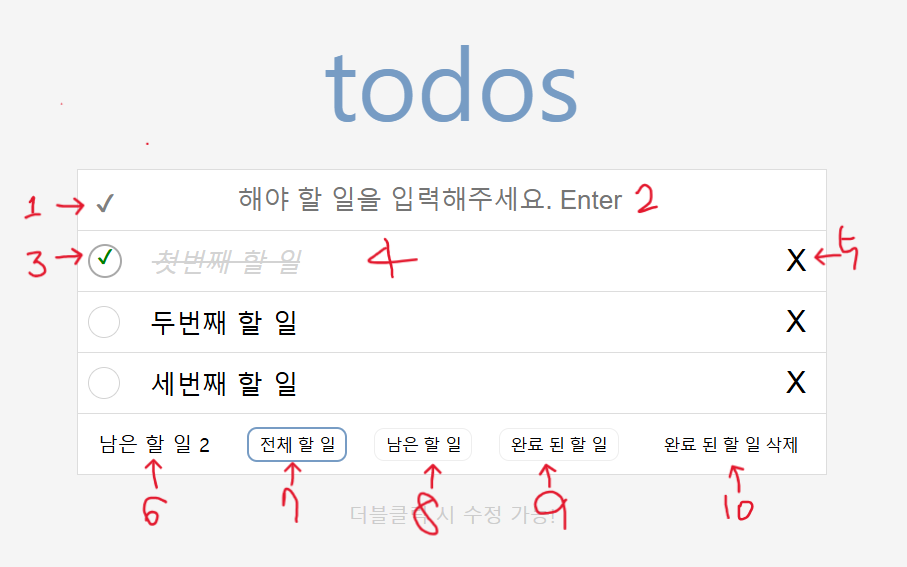 todos
1 → ✓ 해야 할 일을 입력해주세요. Enter 2
3 → ✓ 첫번째 할 일 4 X ← 5
두번째 할 일 X
세번째 할 일 X
남은 할 일 2 전체 할 일 남은 할 일 완료 된 할 일 완료 된 할 일 삭제
6 7 8 9 10
더블클릭 시 수정 가능!